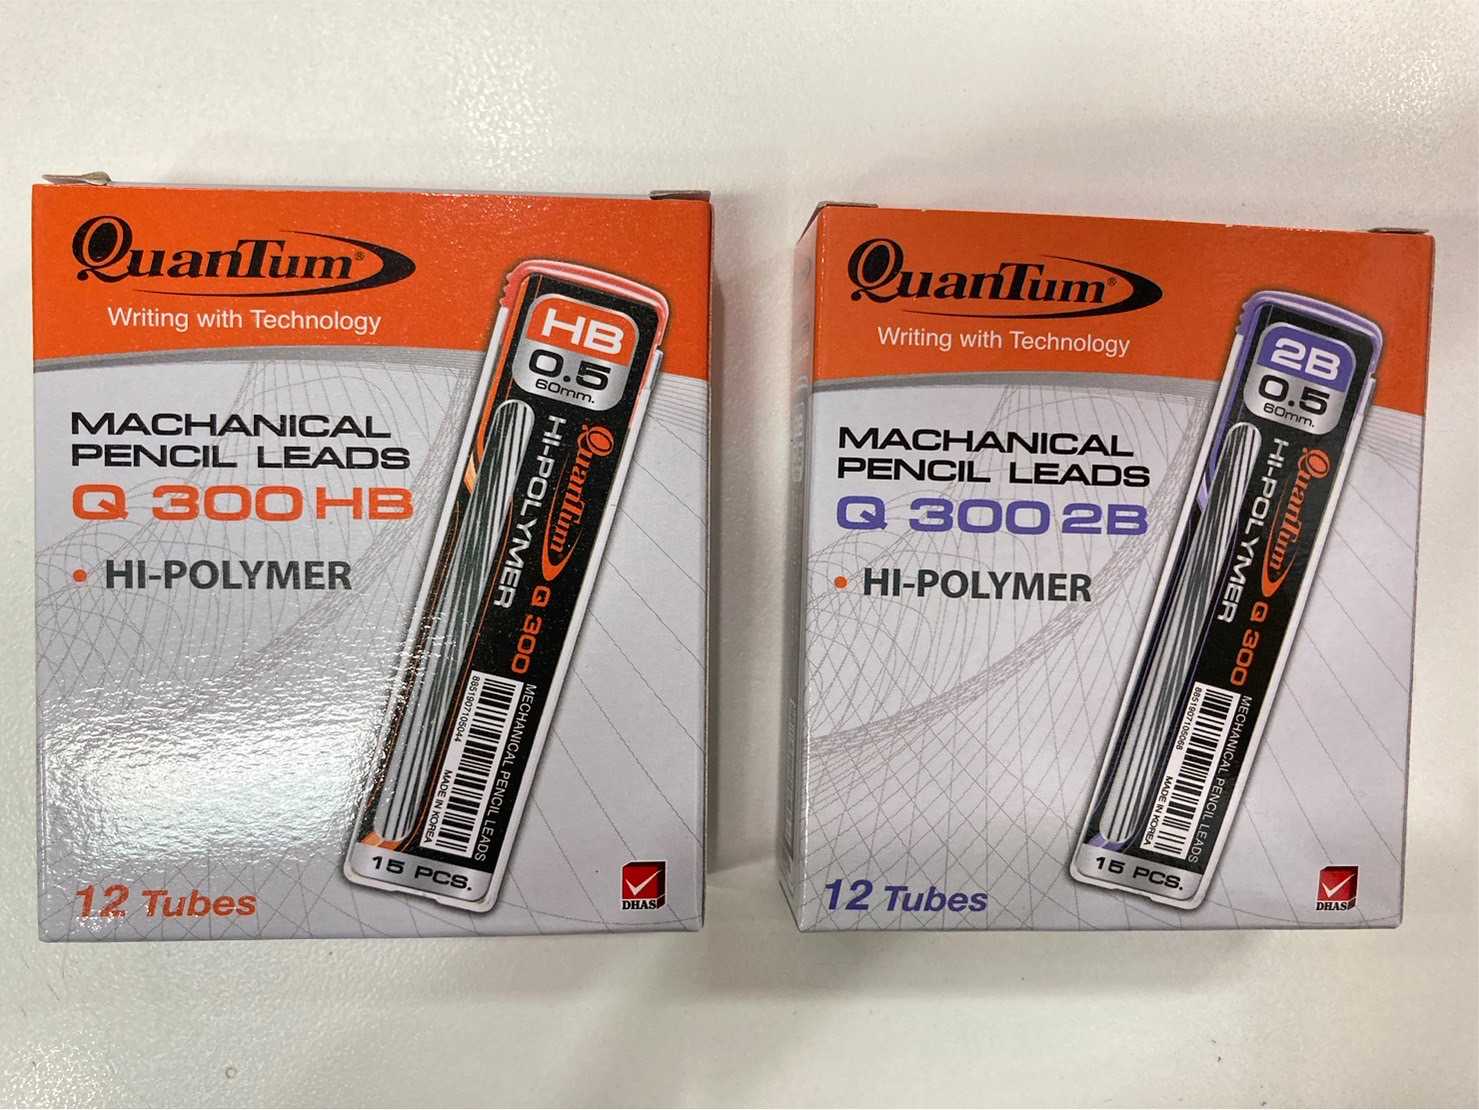 QuanTum®
Writing with Technology
MACHANICAL
PENCIL LEADS
Q 300 HB
• HI-POLYMER
12 Tubes
HB
0.5
60mm.
HI-POLYMER
QuanTum Q 300
MECHANICAL PENCIL LEADS
8851907105044
MADE IN KOREA
15 PCS.
DHAS
QuanTum®
Writing with Technology
MACHANICAL
PENCIL LEADS
Q 300 2B
• HI-POLYMER
12 Tubes
2B
0.5
60mm.
HI-POLYMER
QuanTum Q 300
MECHANICAL PENCIL LEADS
8851907105068
MADE IN KOREA
15 PCS.
DHAS